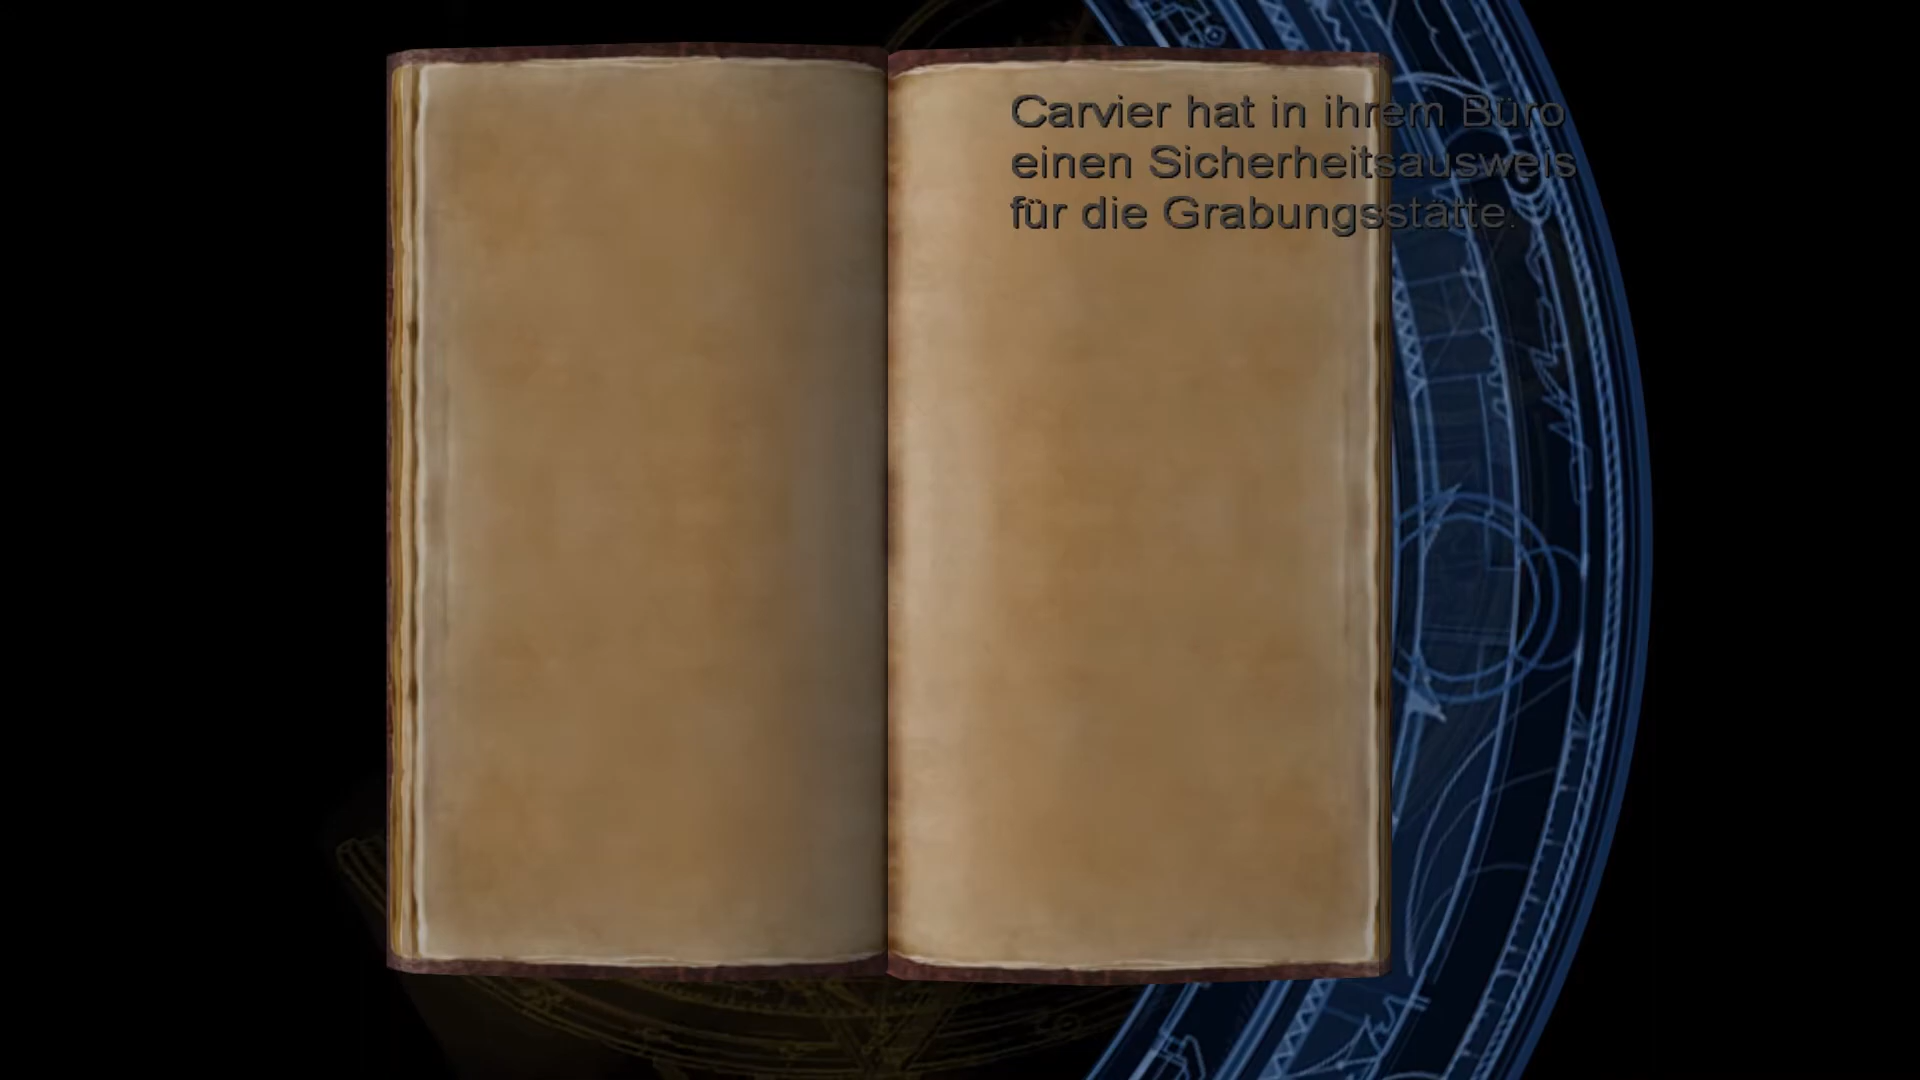 Carvier hat in ihrem Büro
einen Sicherheitsausweis
für die Grabungsstätte.